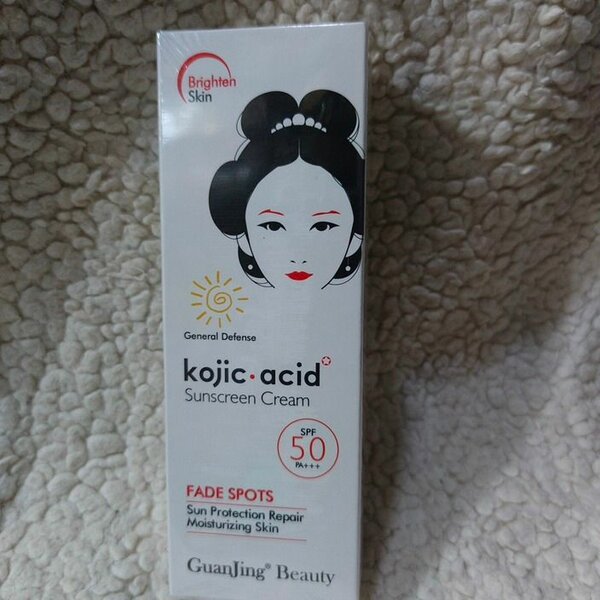 Brighten
Skin
General Defense
kojic·acid
Sunscreen Cream
SPF
50
PA+++
FADE SPOTS
Sun Protection Repair
Moisturizing Skin
GuanJing® Beauty